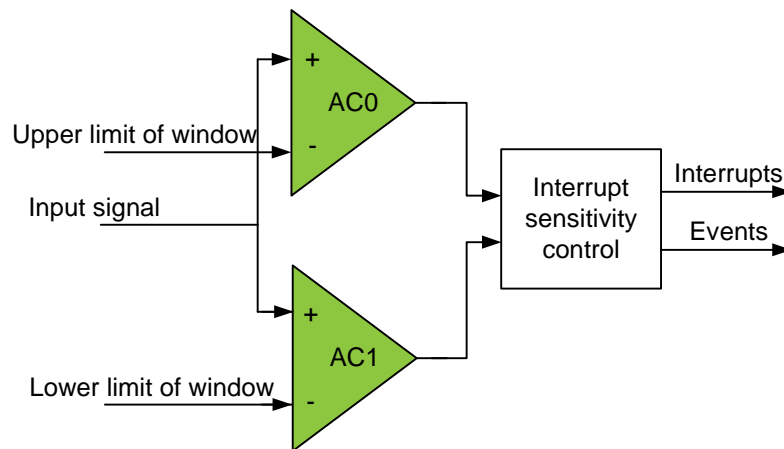 +
AC0
-
Upper limit of window
Input signal
Interrupt
sensitivity
control
Interrupts
Events
+
AC1
-
Lower limit of window